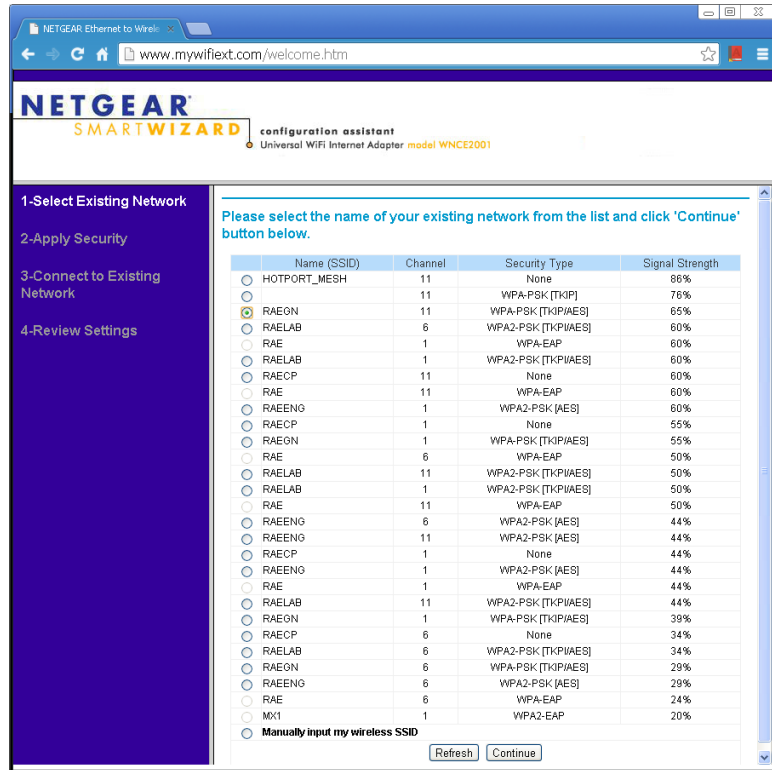 NETGEAR Ethernet to Wirele
www.mywifiext.com/welcome.htm
NETGEAR
SMARTWIZARD
configuration assistant
Universal WiFi Internet Adapter model WNCE2001
1-Select Existing Network
2-Apply Security
3-Connect to Existing
Network
4-Review Settings
Please select the name of your existing network from the list and click 'Continue'
button below.
Name (SSID) Channel Security Type Signal Strength
HOTPORT_MESH 11 None 86%
11 WPA-PSK [TKIP] 76%
RAEGN 11 WPA-PSK [TKIP/AES] 65%
RAELAB 6 WPA2-PSK [TKPI/AES] 60%
RAE 1 WPA-EAP 60%
RAELAB 1 WPA2-PSK [TKPI/AES] 60%
RAECP 11 None 60%
RAE 11 WPA-EAP 60%
RAEENG 1 WPA2-PSK [AES] 60%
RAECP 1 None 55%
RAEGN 1 WPA-PSK [TKIP/AES] 55%
RAE 6 WPA-EAP 50%
RAELAB 11 WPA2-PSK [TKPI/AES] 50%
RAELAB 1 WPA2-PSK [TKPI/AES] 50%
RAE 11 WPA-EAP 50%
RAEENG 6 WPA2-PSK [AES] 44%
RAEENG 11 WPA2-PSK [AES] 44%
RAECP 1 None 44%
RAEENG 1 WPA2-PSK [AES] 44%
RAE 1 WPA-EAP 44%
RAELAB 11 WPA2-PSK [TKPI/AES] 44%
RAEGN 1 WPA-PSK [TKIP/AES] 39%
RAECP 6 None 34%
RAELAB 6 WPA2-PSK [TKPI/AES] 34%
RAEGN 6 WPA-PSK [TKIP/AES] 29%
RAEENG 6 WPA2-PSK [AES] 29%
RAE 6 WPA-EAP 24%
MX1 1 WPA2-EAP 20%
Manually input my wireless SSID
Refresh Continue